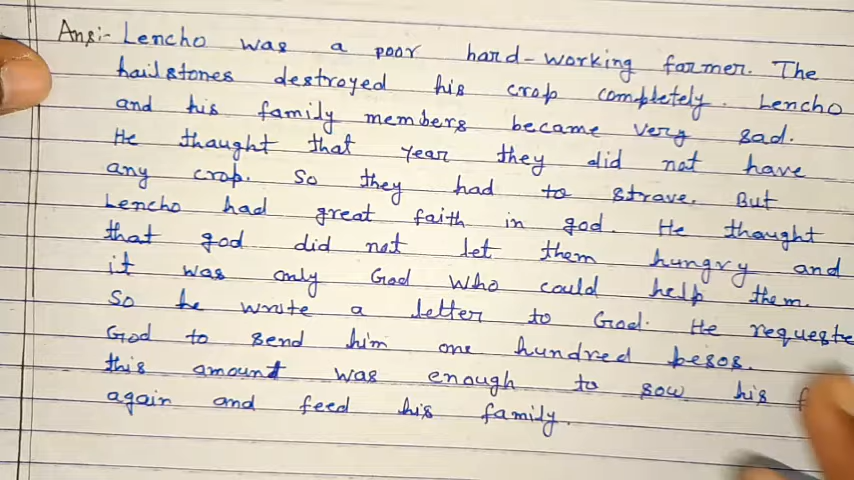 Ans:- Lencho was a poor hard-working farmer. The
hailstones destroyed his crop completely. Lencho
and his family members became very sad.
He thought that year they did not have
any crop. So they had to strave. But
Lencho had great faith in god. He thought
that god did not let them hungry and
it was only God who could help them.
So he wrote a letter to God. He requeste
God to send him one hundred besos.
this amount was enough to sow his
again and feed his family.